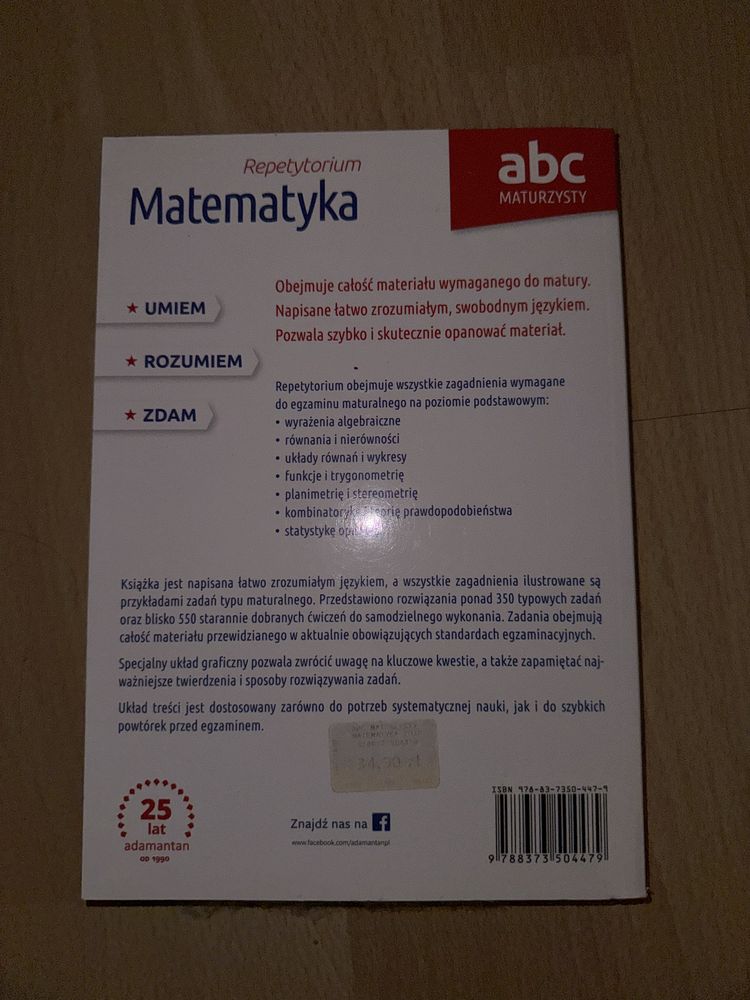 Repetytorium
Matematyka
abc
MATURZYSTY
★ UMIEM
★ ROZUMIEM
★ ZDAM
Obejmuje całość materiału wymaganego do matury.
Napisane łatwo zrozumiałym, swobodnym językiem.
Pozwala szybko i skutecznie opanować materiał.
Repetytorium obejmuje wszystkie zagadnienia wymagane
do egzaminu maturalnego na poziomie podstawowym:
• wyrażenia algebraiczne
• równania i nierówności
• układy równań i wykresy
• funkcje i trygonometrię
• planimetrię i stereometrię
• kombinatorykę i teorię prawdopodobieństwa
• statystykę
Książka jest napisana łatwo zrozumiałym językiem, a wszystkie zagadnienia ilustrowane są
przykładami zadań typu maturalnego. Przedstawiono rozwiązania ponad 350 typowych zadań
oraz blisko 550 starannie dobranych ćwiczeń do samodzielnego wykonania. Zadania obejmują
całość materiału przewidzianego w aktualnie obowiązujących standardach egzaminacyjnych.
Specjalny układ graficzny pozwala zwrócić uwagę na kluczowe kwestie, a także zapamiętać naj-
ważniejsze twierdzenia i sposoby rozwiązywania zadań.
Układ treści jest dostosowany zarówno do potrzeb systematycznej nauki, jak i do szybkich
powtórek przed egzaminem.
34,90 zł
25
lat
adamantan
OD 1990
Znajdź nas na f
www.facebook.com/adamantanpl
ISBN 978-83-7350-447-9
9 788373 504479